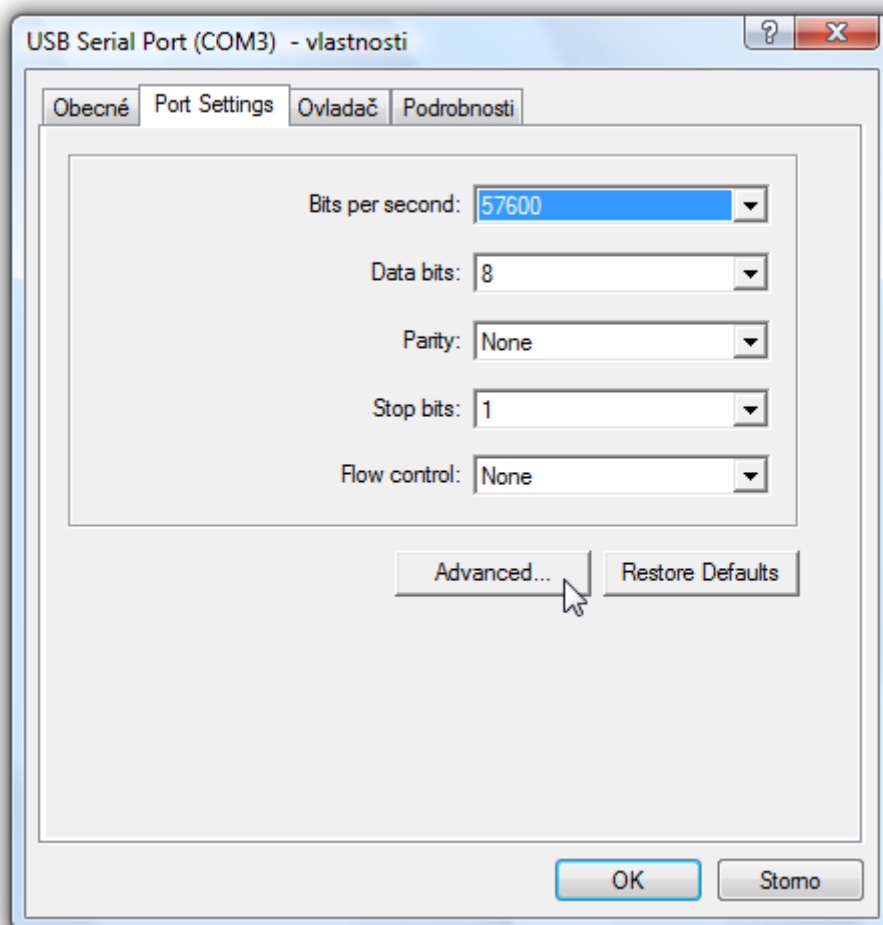 USB Serial Port (COM3) - vlastnosti
Obecné Port Settings Ovladač Podrobnosti
Bits per second: 57600
Data bits: 8
Parity: None
Stop bits: 1
Flow control: None
Advanced... Restore Defaults
OK Storno